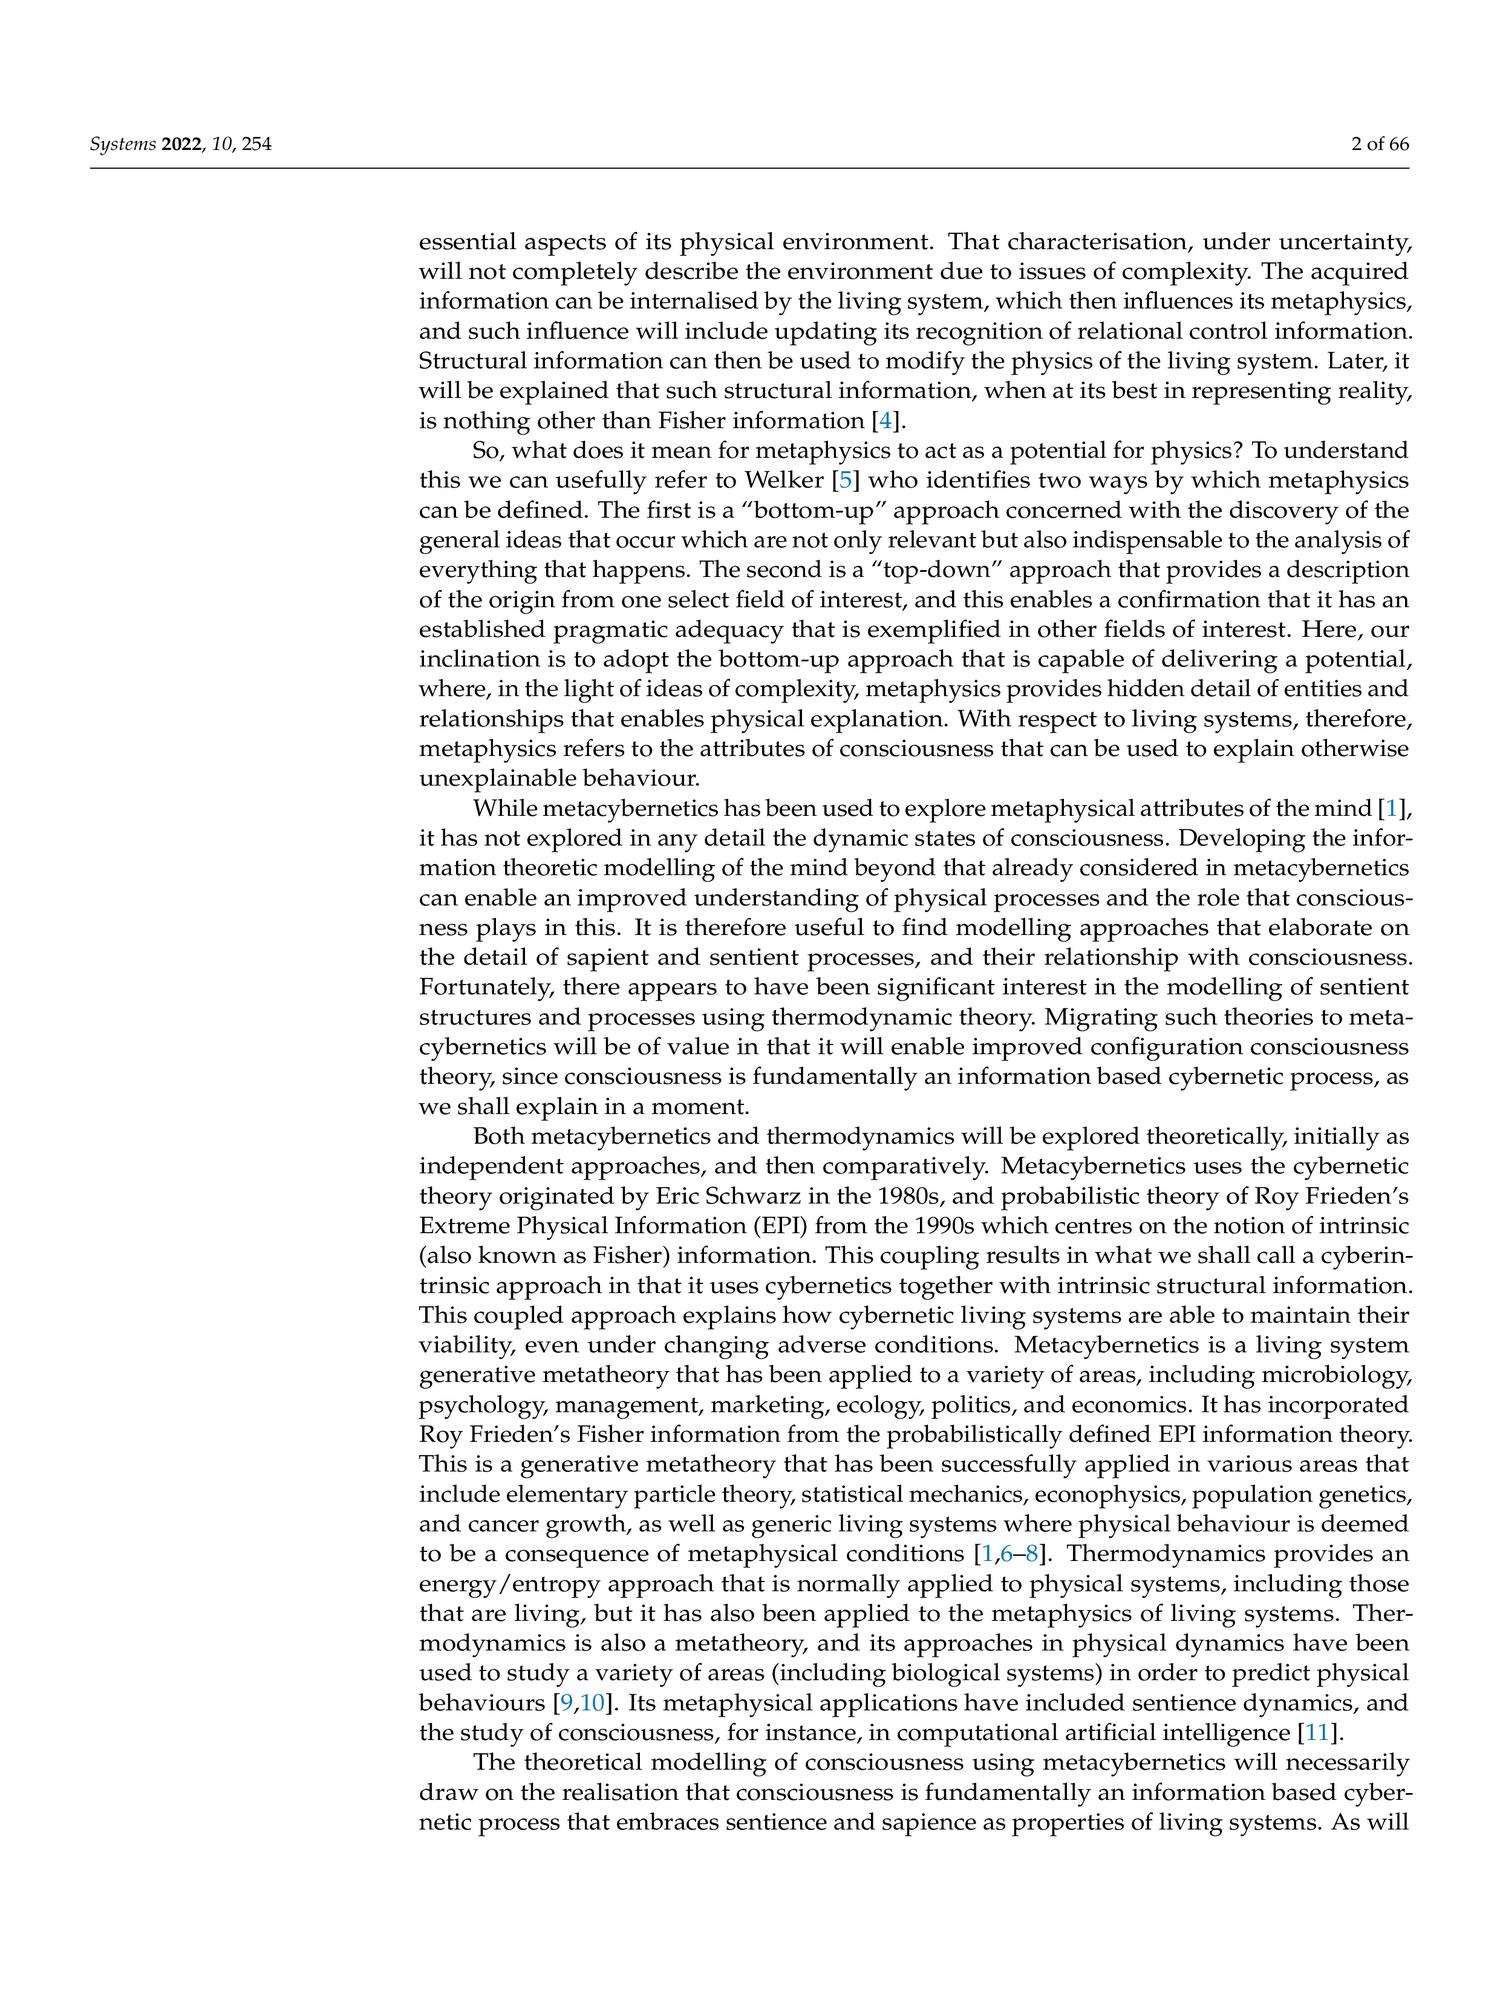 Systems 2022, 10, 254
2 of 66
essential aspects of its physical environment. That characterisation, under uncertainty,
will not completely describe the environment due to issues of complexity. The acquired
information can be internalised by the living system, which then influences its metaphysics,
and such influence will include updating its recognition of relational control information.
Structural information can then be used to modify the physics of the living system. Later, it
will be explained that such structural information, when at its best in representing reality,
is nothing other than Fisher information [4].
So, what does it mean for metaphysics to act as a potential for physics? To understand
this we can usefully refer to Welker [5] who identifies two ways by which metaphysics
can be defined. The first is a “bottom-up” approach concerned with the discovery of the
general ideas that occur which are not only relevant but also indispensable to the analysis of
everything that happens. The second is a “top-down” approach that provides a description
of the origin from one select field of interest, and this enables a confirmation that it has an
established pragmatic adequacy that is exemplified in other fields of interest. Here, our
inclination is to adopt the bottom-up approach that is capable of delivering a potential,
where, in the light of ideas of complexity, metaphysics provides hidden detail of entities and
relationships that enables physical explanation. With respect to living systems, therefore,
metaphysics refers to the attributes of consciousness that can be used to explain otherwise
unexplainable behaviour.
While metacybernetics has been used to explore metaphysical attributes of the mind [1],
it has not explored in any detail the dynamic states of consciousness. Developing the infor-
mation theoretic modelling of the mind beyond that already considered in metacybernetics
can enable an improved understanding of physical processes and the role that conscious-
ness plays in this. It is therefore useful to find modelling approaches that elaborate on
the detail of sapient and sentient processes, and their relationship with consciousness.
Fortunately, there appears to have been significant interest in the modelling of sentient
structures and processes using thermodynamic theory. Migrating such theories to meta-
cybernetics will be of value in that it will enable improved configuration consciousness
theory, since consciousness is fundamentally an information based cybernetic process, as
we shall explain in a moment.
Both metacybernetics and thermodynamics will be explored theoretically, initially as
independent approaches, and then comparatively. Metacybernetics uses the cybernetic
theory originated by Eric Schwarz in the 1980s, and probabilistic theory of Roy Frieden’s
Extreme Physical Information (EPI) from the 1990s which centres on the notion of intrinsic
(also known as Fisher) information. This coupling results in what we shall call a cyberin-
trinsic approach in that it uses cybernetics together with intrinsic structural information.
This coupled approach explains how cybernetic living systems are able to maintain their
viability, even under changing adverse conditions. Metacybernetics is a living system
generative metatheory that has been applied to a variety of areas, including microbiology,
psychology, management, marketing, ecology, politics, and economics. It has incorporated
Roy Frieden’s Fisher information from the probabilistically defined EPI information theory.
This is a generative metatheory that has been successfully applied in various areas that
include elementary particle theory, statistical mechanics, econophysics, population genetics,
and cancer growth, as well as generic living systems where physical behaviour is deemed
to be a consequence of metaphysical conditions [1,6–8]. Thermodynamics provides an
energy/entropy approach that is normally applied to physical systems, including those
that are living, but it has also been applied to the metaphysics of living systems. Ther-
modynamics is also a metatheory, and its approaches in physical dynamics have been
used to study a variety of areas (including biological systems) in order to predict physical
behaviours [9,10]. Its metaphysical applications have included sentience dynamics, and
the study of consciousness, for instance, in computational artificial intelligence [11].
The theoretical modelling of consciousness using metacybernetics will necessarily
draw on the realisation that consciousness is fundamentally an information based cyber-
netic process that embraces sentience and sapience as properties of living systems. As will